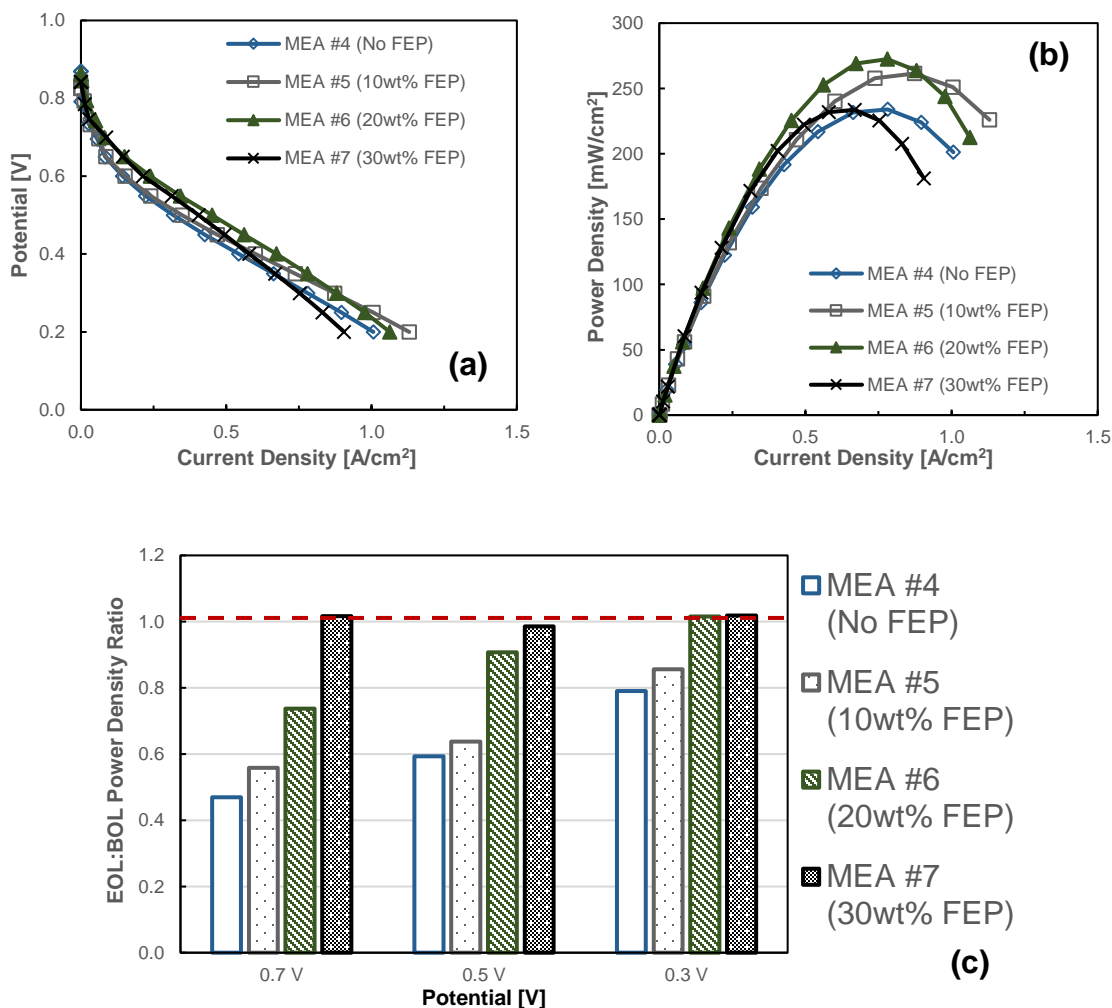 1.0
0.8
0.6
0.4
0.2
0.0
Potential [V]
0.0
0.5
1.0
1.5
Current Density [A/cm²]
MEA #4 (No FEP)
MEA #5 (10wt% FEP)
MEA #6 (20wt% FEP)
MEA #7 (30wt% FEP)
(a)
300
250
200
150
100
50
0
Power Density [mW/cm²]
0.0
0.5
1.0
1.5
Current Density [A/cm²]
MEA #4 (No FEP)
MEA #5 (10wt% FEP)
MEA #6 (20wt% FEP)
MEA #7 (30wt% FEP)
(b)
1.2
1.0
0.8
0.6
0.4
0.2
0.0
EOL:BOL Power Density Ratio
0.7 V
0.5 V
0.3 V
Potential [V]
MEA #4
(No FEP)
MEA #5
(10wt% FEP)
MEA #6
(20wt% FEP)
MEA #7
(30wt% FEP)
(c)